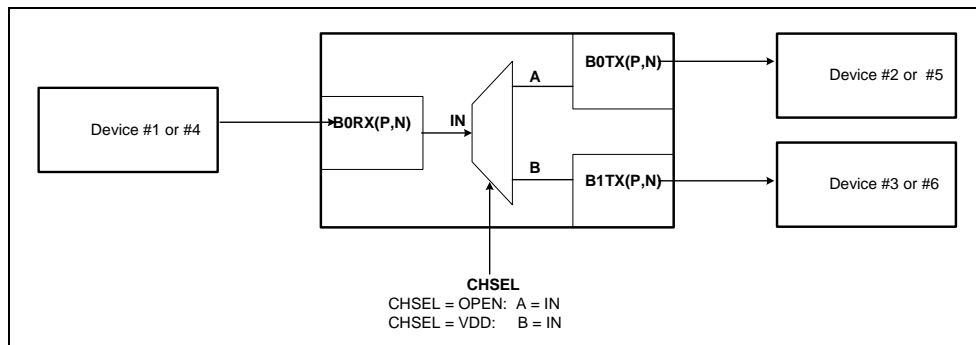 B0TX(P,N)
Device #2 or #5
A
Device #1 or #4
B0RX(P,N)
IN
B
B1TX(P,N)
Device #3 or #6
CHSEL
CHSEL = OPEN: A = IN
CHSEL = VDD: B = IN